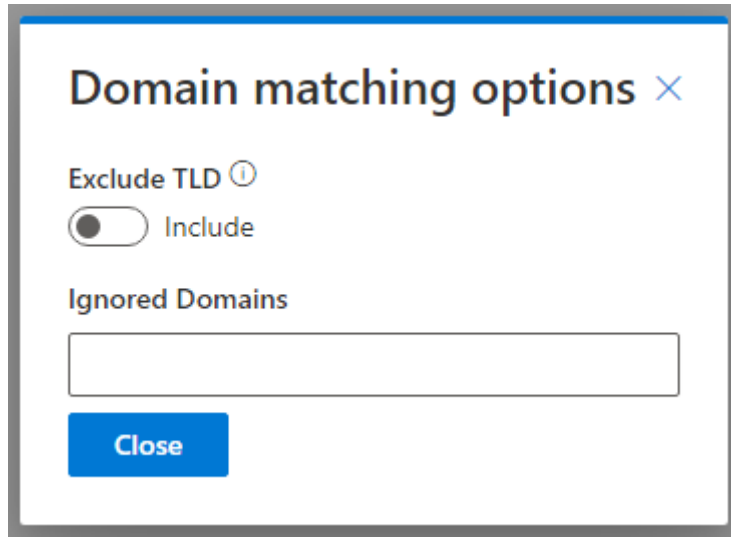 Domain matching options
Exclude TLD
Include
Ignored Domains
Close